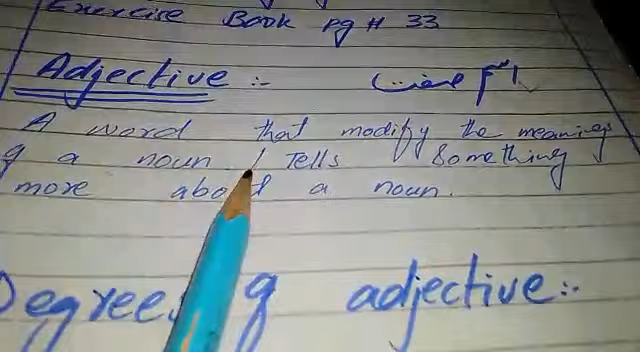 Exercise Book pg # 33
Adjective :- اسم صفت
A word that modify the meanings
of a noun / Tells something
more about a noun.
Degrees of adjective :-